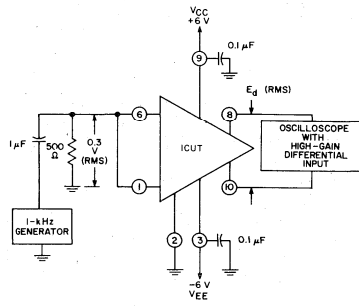 VCC
+6 V
0.1 μF
9
Ed (RMS)
6
8
1 μF
500
Ω
0.3
V
(RMS)
ICUT
OSCILLOSCOPE WITH
HIGH-GAIN
DIFFERENTIAL
INPUT
1
10
1-kHz
GENERATOR
2
3
0.1 μF
-6 V
VEE